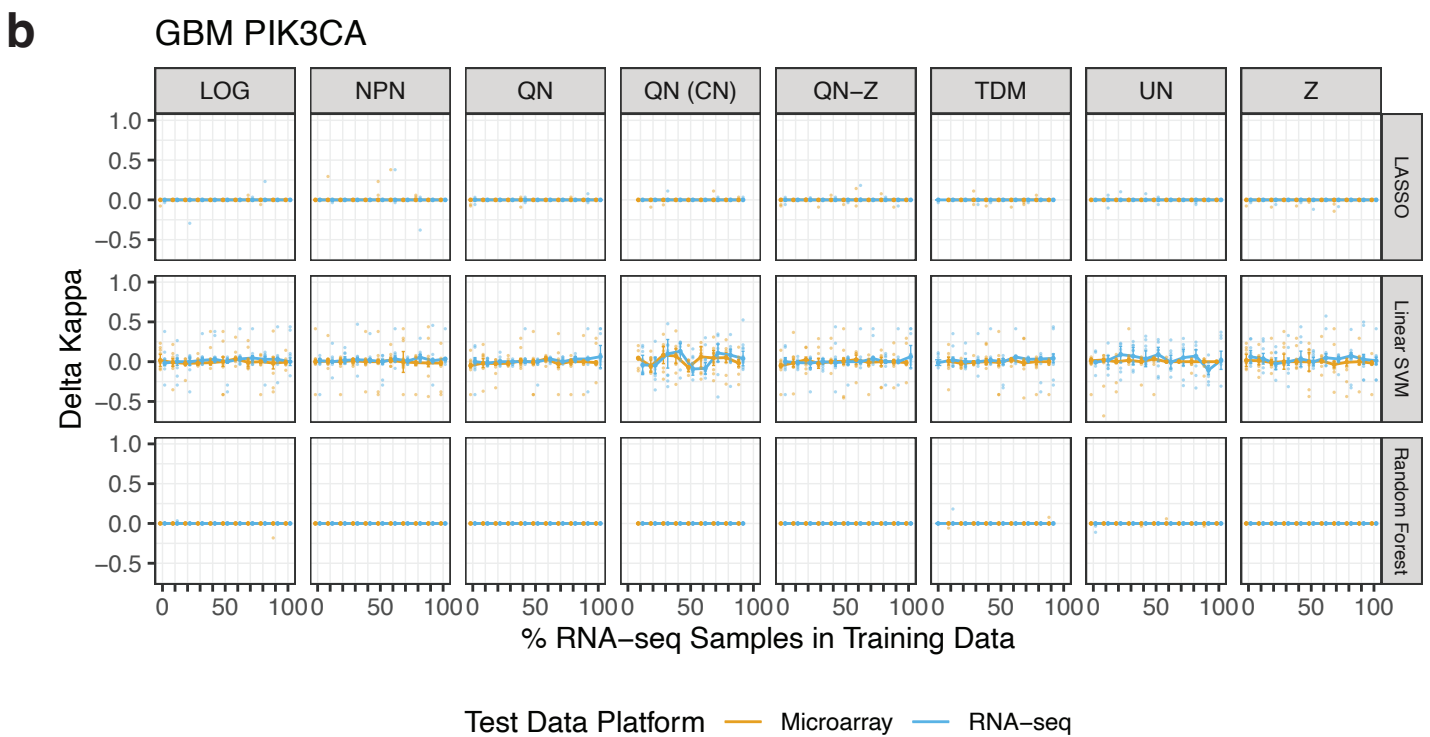 b
GBM PIK3CA
LOG NPN QN QN (CN) QN−Z TDM UN Z
1.0
0.5
0.0
−0.5
LASSO
1.0
0.5
0.0
−0.5
Linear SVM
1.0
0.5
0.0
−0.5
Random Forest
Delta Kappa
0 50 100 0 50 100 0 50 100 0 50 100 0 50 100 0 50 100 0 50 100 0 50 100
% RNA−seq Samples in Training Data
Test Data Platform Microarray RNA−seq